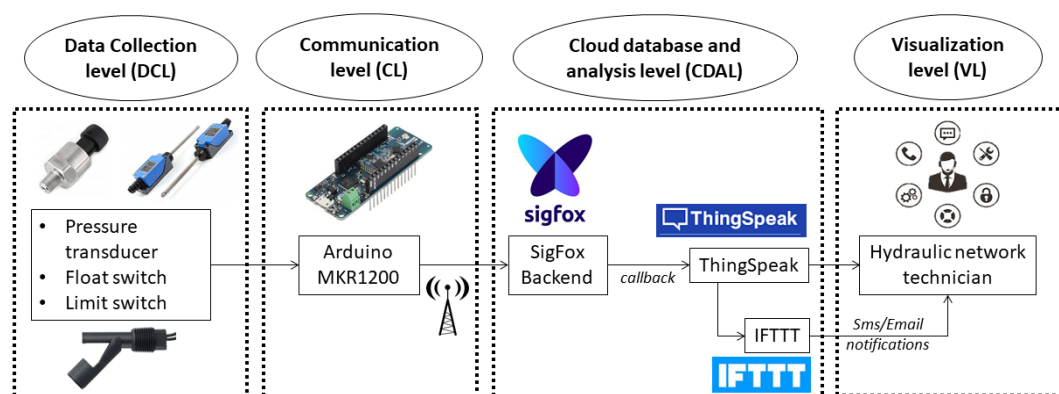 Data Collection
level (DCL)
Communication
level (CL)
Cloud database and
analysis level (CDAL)
Visualization
level (VL)
• Pressure
transducer
• Float switch
• Limit switch
Arduino
MKR1200
sigfox
SigFox
Backend
callback
ThingSpeak
ThingSpeak
IFTTT
IFTTT
Hydraulic network
technician
Sms/Email
notifications